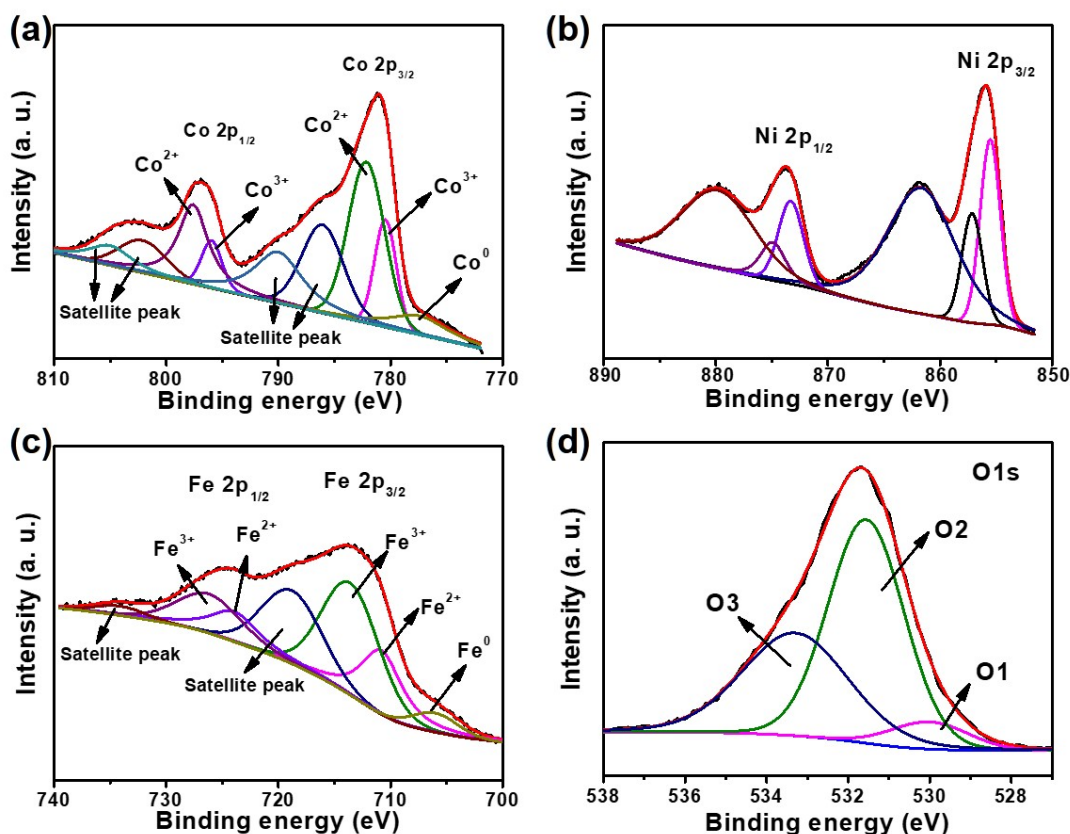 (a)
Co 2p3/2
Co2+
Co 2p1/2
Co2+
Co3+
Co3+
Co0
Satellite peak
Satellite peak
Intensity (a. u.)
810 800 790 780 770
Binding energy (eV)
(b)
Ni 2p3/2
Ni 2p1/2
Intensity (a. u.)
890 880 870 860 850
Binding energy (eV)
(c)
Fe 2p1/2 Fe 2p3/2
Fe3+
Fe2+
Fe3+
Fe2+
Fe0
Satellite peak
Satellite peak
Intensity (a. u.)
740 730 720 710 700
Binding energy (eV)
(d)
O1s
O2
O3
O1
Intensity (a. u.)
538 536 534 532 530 528
Binding energy (eV)